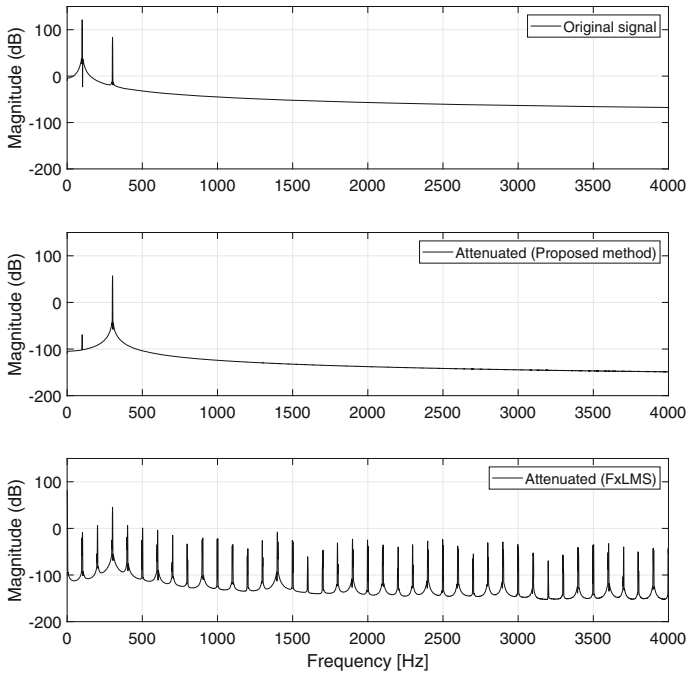 Magnitude (dB)
100
0
-100
-200
Original signal
0 500 1000 1500 2000 2500 3000 3500 4000
Magnitude (dB)
100
0
-100
-200
Attenuated (Proposed method)
0 500 1000 1500 2000 2500 3000 3500 4000
Magnitude (dB)
100
0
-100
-200
Attenuated (FxLMS)
0 500 1000 1500 2000 2500 3000 3500 4000
Frequency [Hz]